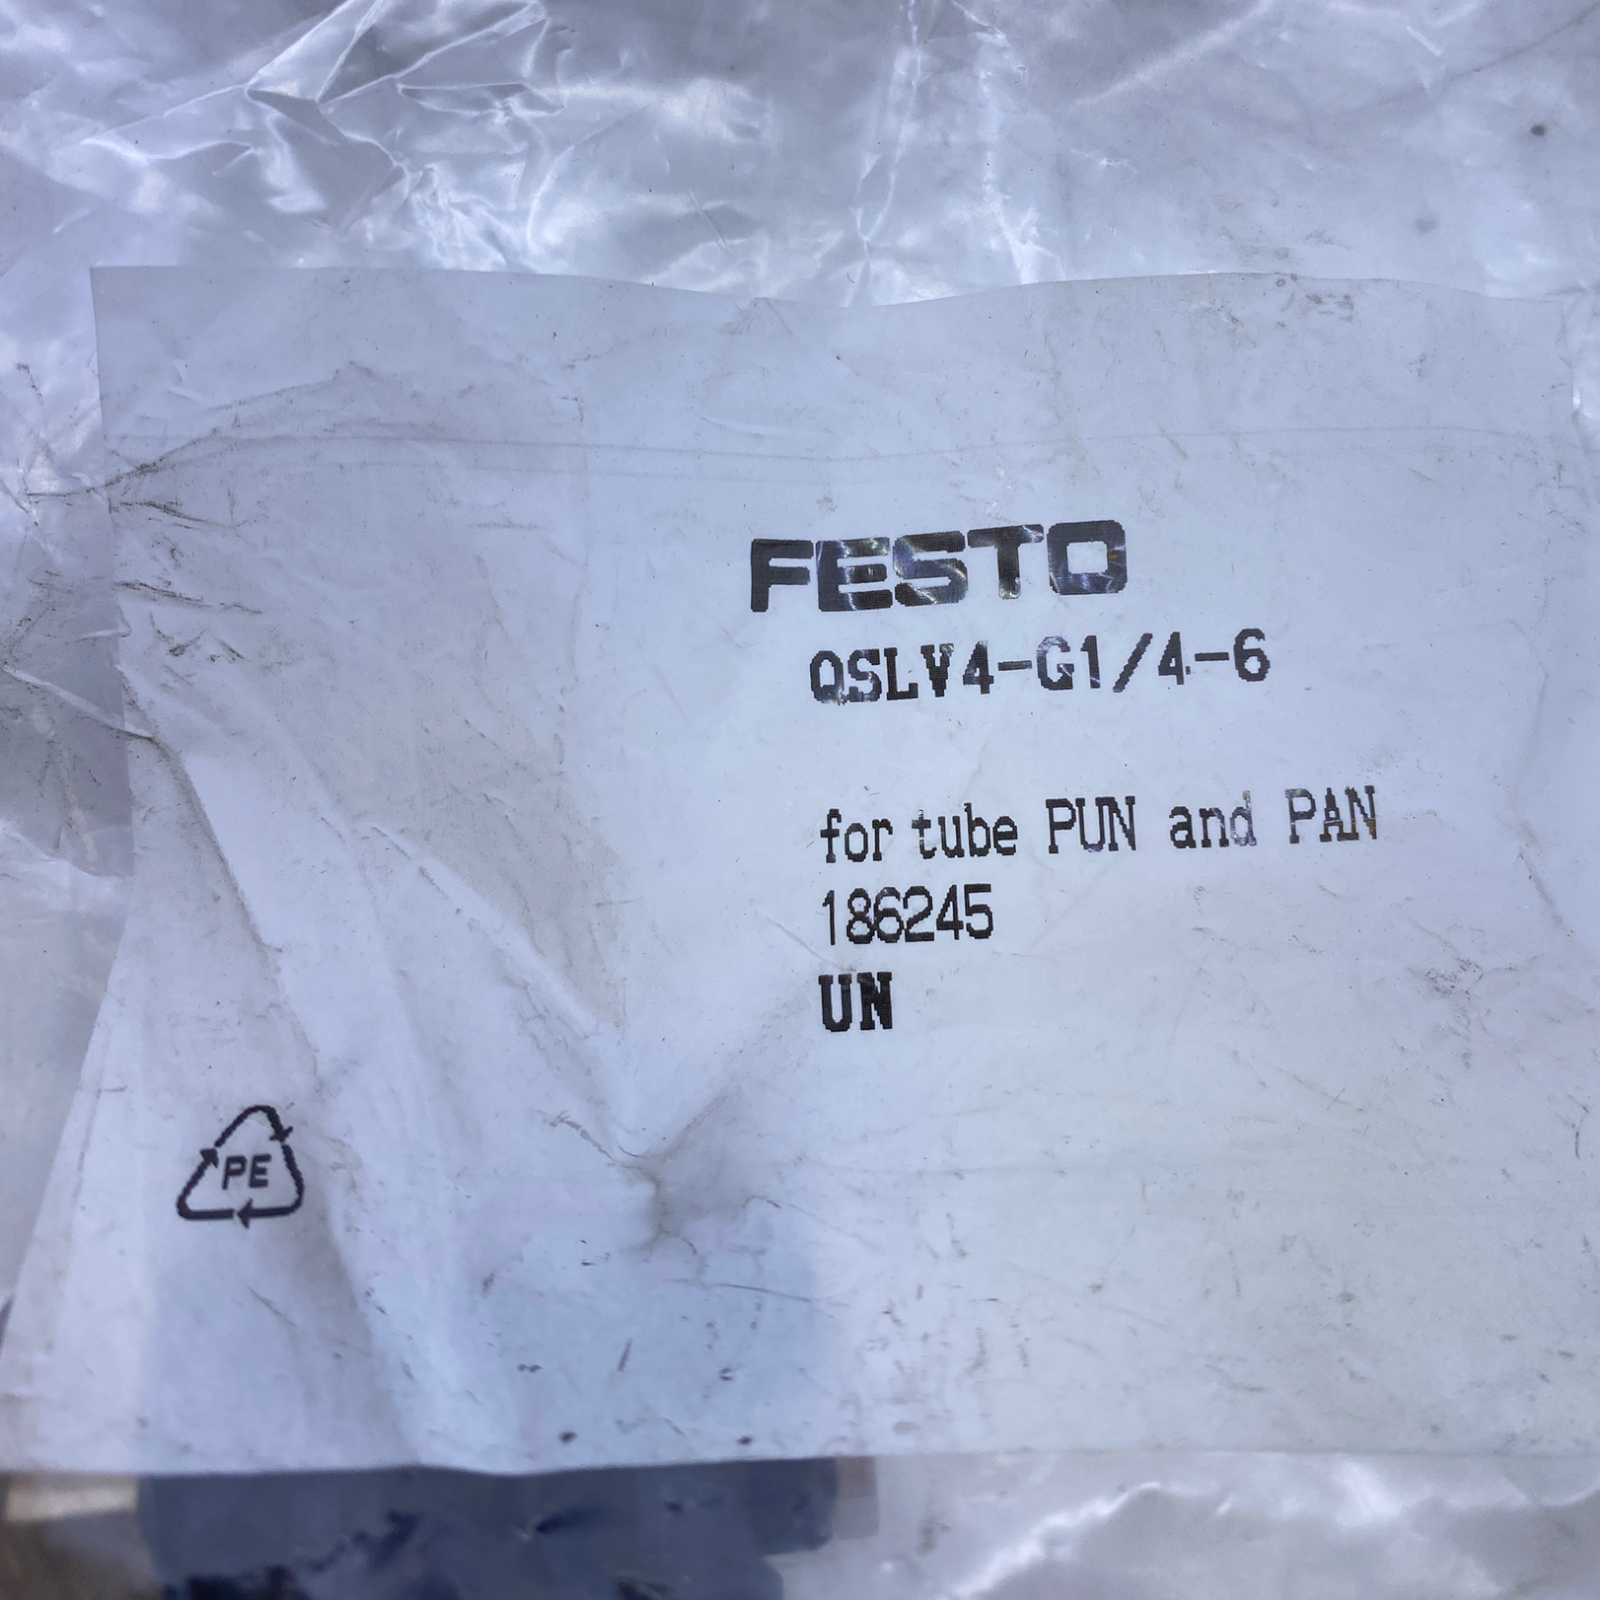 FESTO
QSLV4-G1/4-6
for tube PUN and PAN
186245
UN
PE